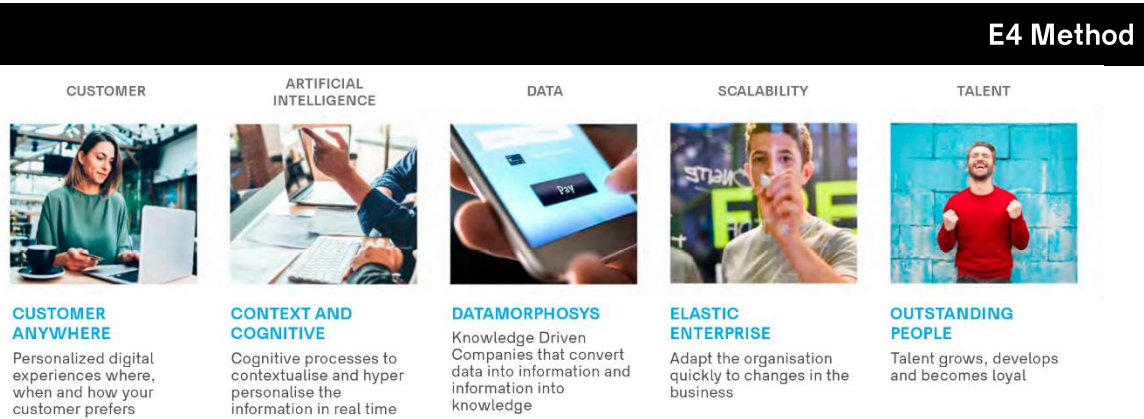 E4 Method
CUSTOMER
ARTIFICIAL
INTELLIGENCE
DATA
SCALABILITY
TALENT
Pay
CUSTOMER
ANYWHERE
Personalized digital
experiences where,
when and how your
customer prefers
CONTEXT AND
COGNITIVE
Cognitive processes to
contextualise and hyper
personalise the
information in real time
DATAMORPHOSYS
Knowledge Driven
Companies that convert
data into information and
information into
knowledge
ELASTIC
ENTERPRISE
Adapt the organisation
quickly to changes in the
business
OUTSTANDING
PEOPLE
Talent grows, develops
and becomes loyal